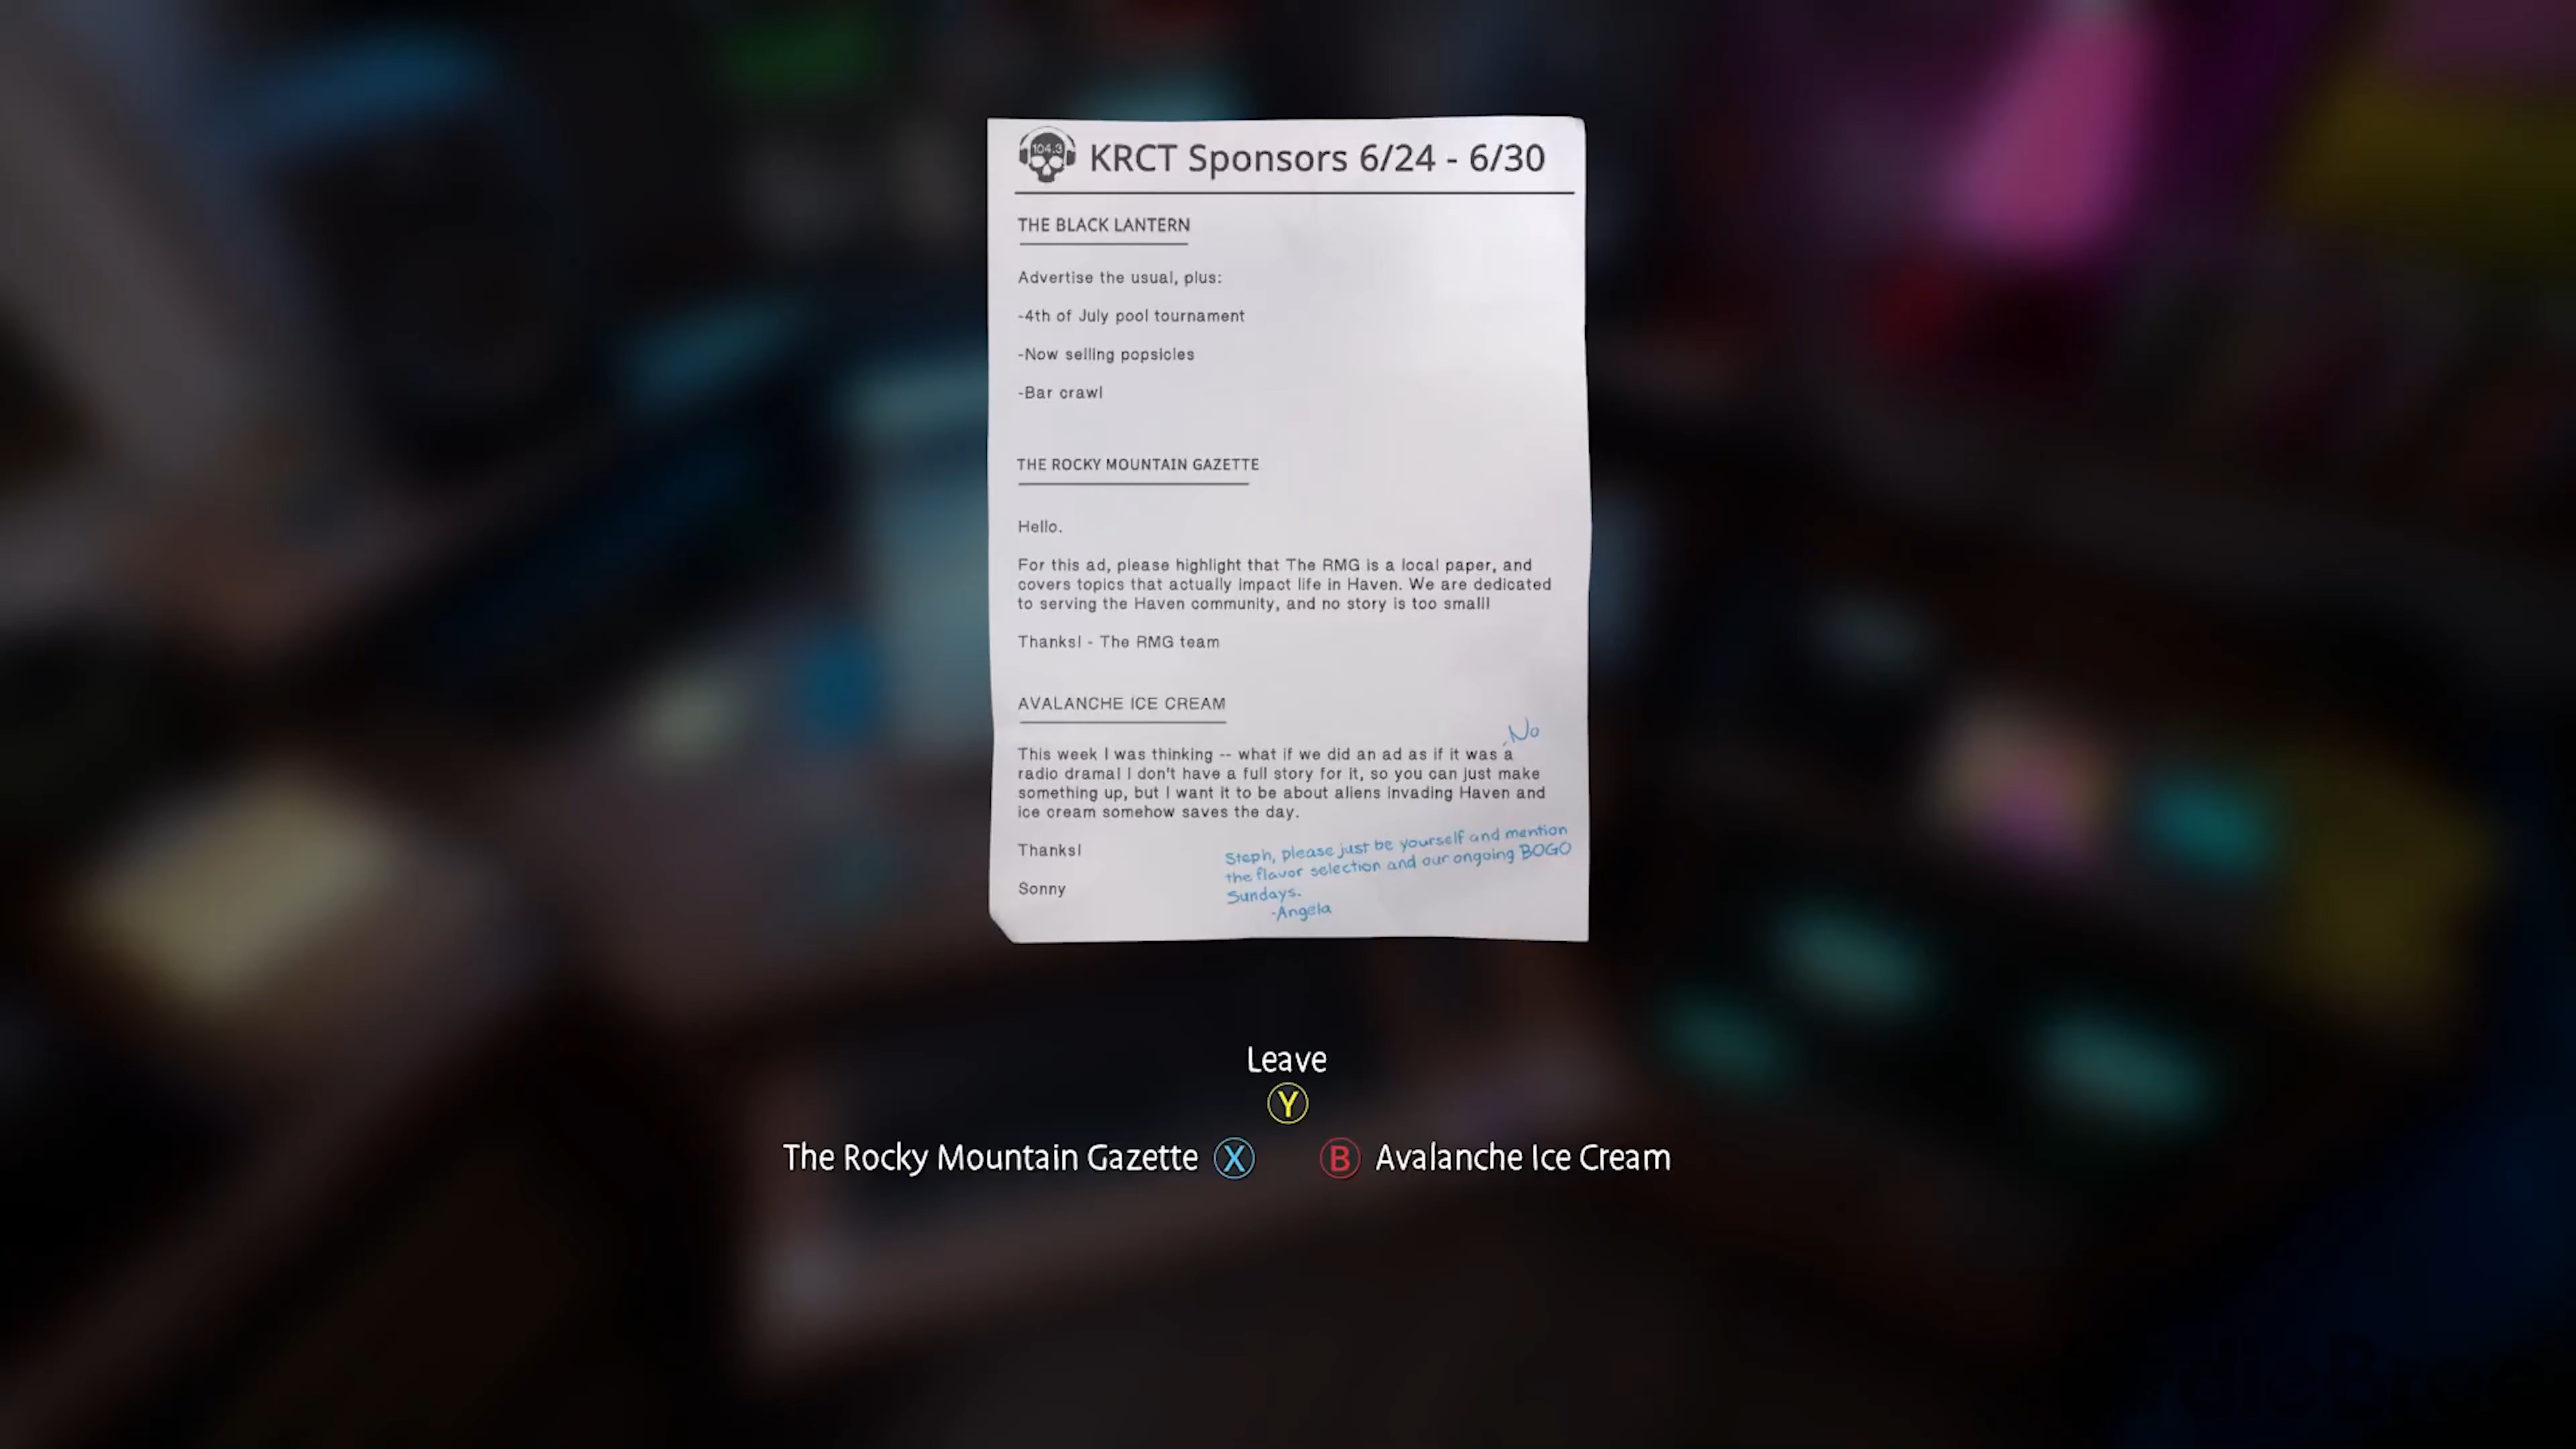 104.3
KRCT Sponsors 6/24 - 6/30
THE BLACK LANTERN
Advertise the usual, plus:
-4th of July pool tournament
-Now selling popsicles
-Bar crawl
THE ROCKY MOUNTAIN GAZETTE
Hello.
For this ad, please highlight that The RMG is a local paper, and
covers topics that actually impact life in Haven. We are dedicated
to serving the Haven community, and no story is too small!
Thanks! - The RMG team
AVALANCHE ICE CREAM
No
This week I was thinking -- what if we did an ad as if it was a
radio drama! I don't have a full story for it, so you can just make
something up, but I want it to be about aliens invading Haven and
ice cream somehow saves the day.
Thanks!
Sonny
Steph, please just be yourself and mention
the flavor selection and our ongoing BOGO
Sundays.
-Angela
Leave
Y
The Rocky Mountain Gazette X B Avalanche Ice Cream